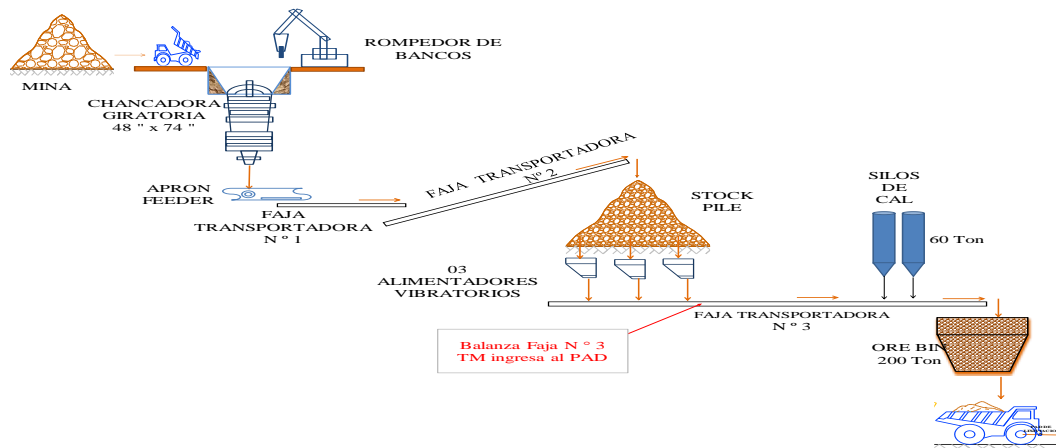 ROMPEDOR DE
BANCOS
MINA
CHANCADORA
GIRATORIA
48 " x 74 "
FAJA TRANSPORTADORA
Nº 2
APRON
FEEDER
FAJA
TRANSPORTADORA
N º 1
STOCK
PILE
SILOS
DE
CAL
60 Ton
03
ALIMENTADORES
VIBRATORIOS
FAJA TRANSPORTADORA
N º 3
Balanza Faja N º 3
TM ingresa al PAD
ORE BIN
200 Ton